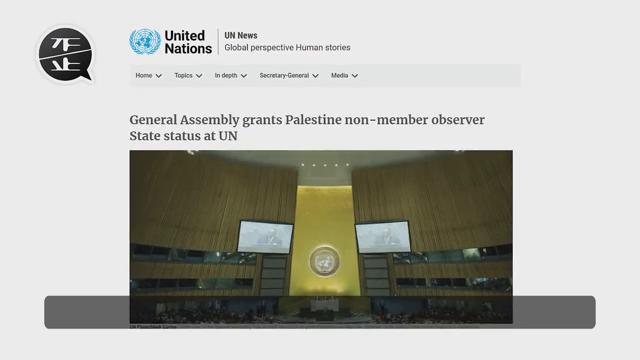 United
Nations
UN News
Global perspective Human stories
Home
Topics
In depth
Secretary-General
Media
General Assembly grants Palestine non-member observer
State status at UN